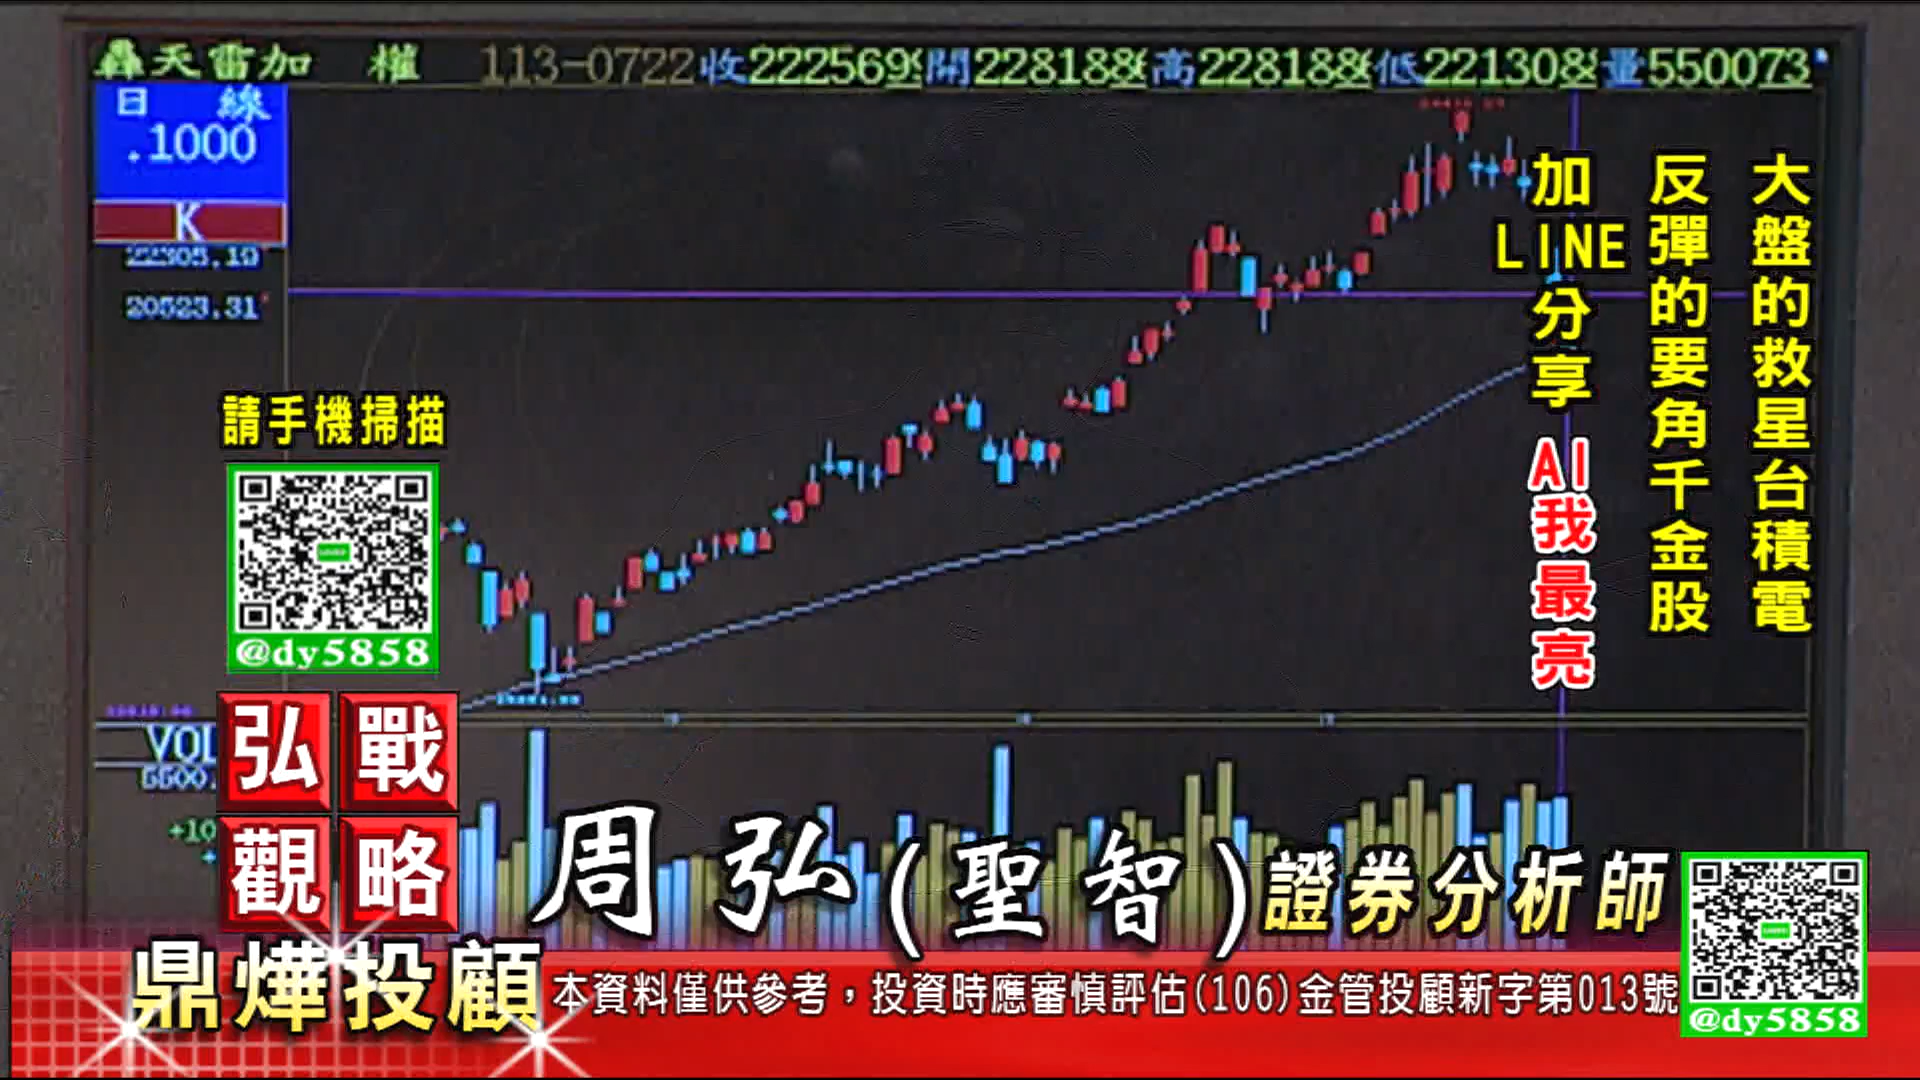 轟天雷加 權 113-0722收222569開228188高228188低221308量550073
日 線
.1000
K
22305.10
20523.31
大盤的救星台積電
反彈的要角千金股
加LINE分享 AI我最亮
請手機掃描
@dy5858
VOL
弘戰
觀略
周弘(聖智)證券分析師
鼎燁投顧
本資料僅供參考，投資時應審慎評估(106)金管投顧新字第013號
@dy5858